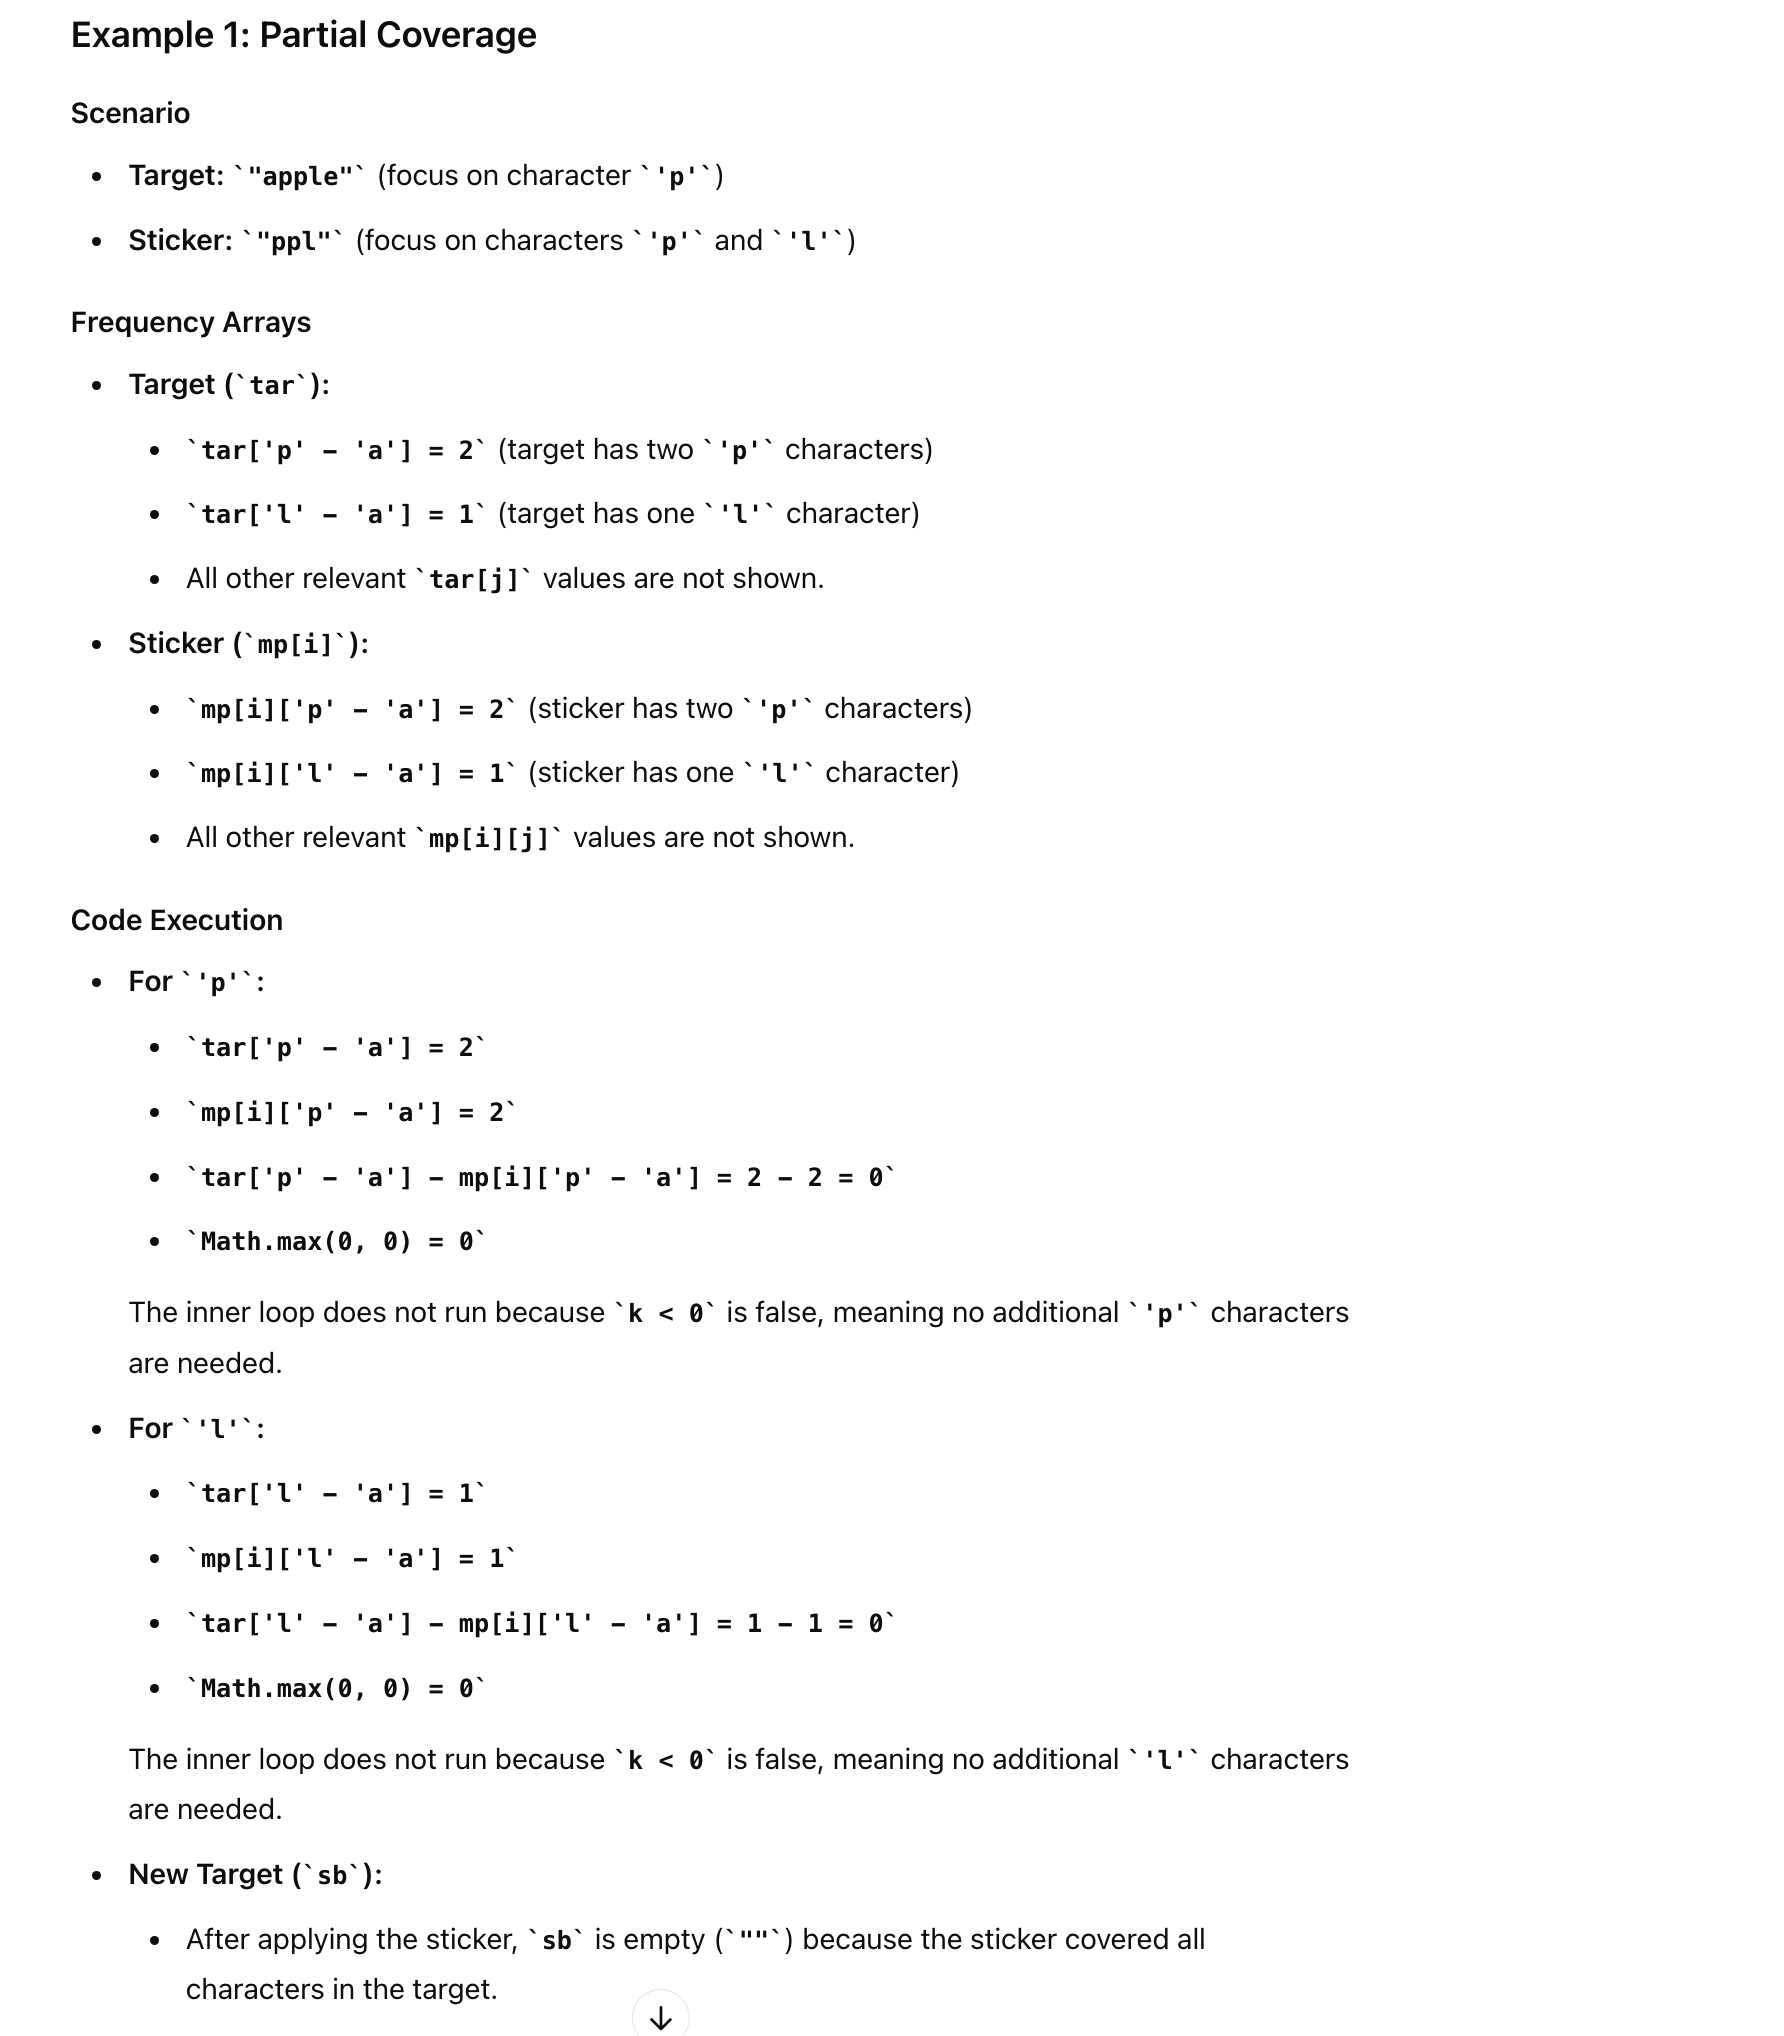 Example 1: Partial Coverage
Scenario
• Target: `"apple"` (focus on character `'p'`)
• Sticker: `"ppl"` (focus on characters `'p'` and `'l'`)
Frequency Arrays
• Target (`tar`):
• `tar['p' - 'a'] = 2` (target has two `'p'` characters)
• `tar['l' - 'a'] = 1` (target has one `'l'` character)
• All other relevant `tar[j]` values are not shown.
• Sticker (`mp[i]`):
• `mp[i]['p' - 'a'] = 2` (sticker has two `'p'` characters)
• `mp[i]['l' - 'a'] = 1` (sticker has one `'l'` character)
• All other relevant `mp[i][j]` values are not shown.
Code Execution
• For `'p'`:
• `tar['p' - 'a'] = 2`
• `mp[i]['p' - 'a'] = 2`
• `tar['p' - 'a'] - mp[i]['p' - 'a'] = 2 - 2 = 0`
• `Math.max(0, 0) = 0`
The inner loop does not run because `k < 0` is false, meaning no additional `'p'` characters
are needed.
• For `'l'`:
• `tar['l' - 'a'] = 1`
• `mp[i]['l' - 'a'] = 1`
• `tar['l' - 'a'] - mp[i]['l' - 'a'] = 1 - 1 = 0`
• `Math.max(0, 0) = 0`
The inner loop does not run because `k < 0` is false, meaning no additional `'l'` characters
are needed.
• New Target (`sb`):
• After applying the sticker, `sb` is empty (`""`) because the sticker covered all
characters in the target.